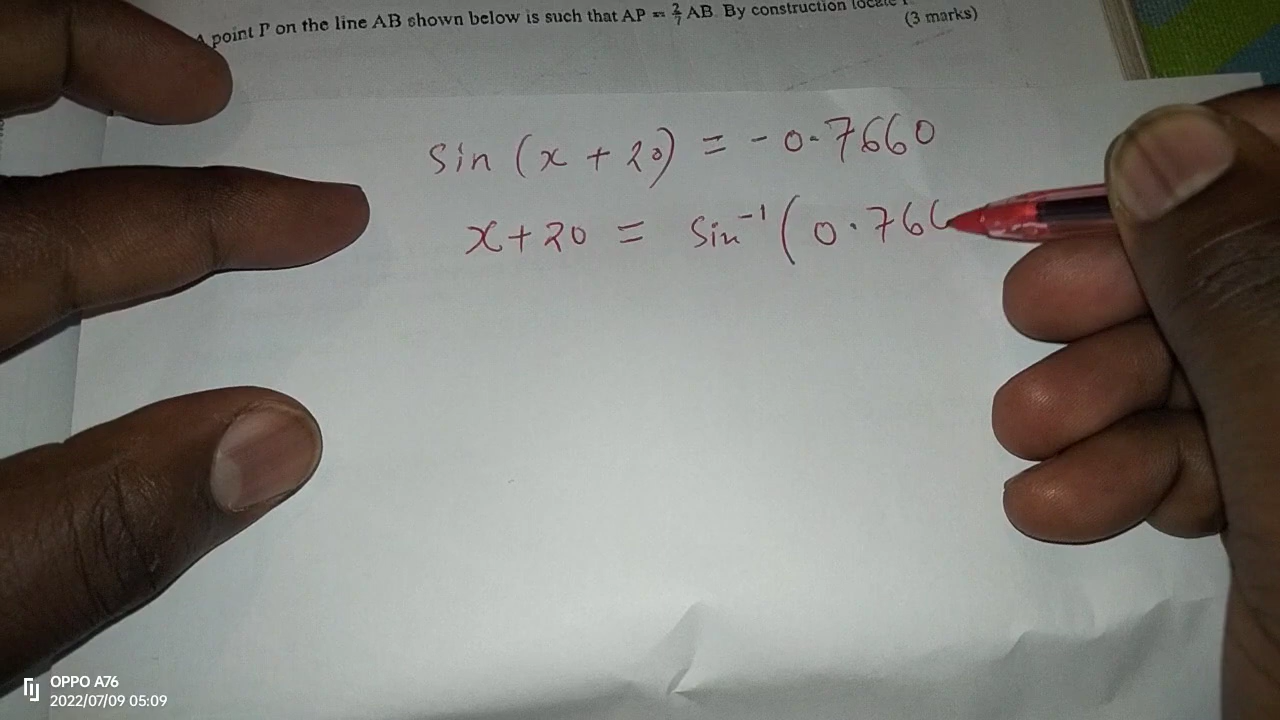 A point P on the line AB shown below is such that AP = 2/7 AB. By construction locate
(3 marks)
sin (x + 20) = - 0.7660
x+20 = Sin⁻¹ ( 0.766
OPPO A76
2022/07/09 05:09